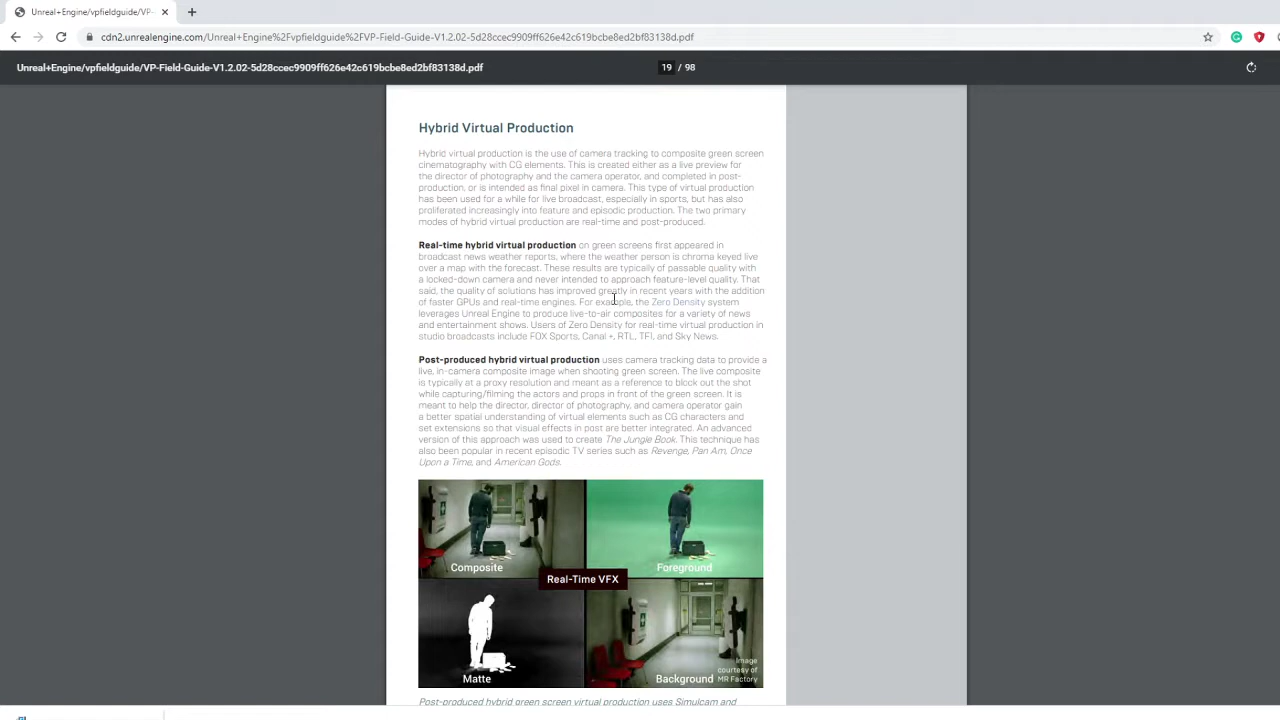 Unreal+Engine/vpfieldguide/VP-
cdn2.unrealengine.com/Unreal+Engine%2Fvpfieldguide%2FVP-Field-Guide-V1.2.02-5d28ccec9909ff626e42c619bcbe8ed2bf83138d.pdf
Unreal+Engine/vpfieldguide/VP-Field-Guide-V1.2.02-5d28ccec9909ff626e42c619bcbe8ed2bf83138d.pdf
19 / 98
Hybrid Virtual Production
Hybrid virtual production is the use of camera tracking to composite green screen
cinematography with CG elements. This is created either as a live preview for
the director of photography and the camera operator, and completed in post-
production, or is intended as final pixel in camera. This type of virtual production
has been used for a while for live broadcast, especially in sports, but has also
proliferated increasingly into feature and episodic production. The two primary
modes of hybrid virtual production are real-time and post-produced.
Real-time hybrid virtual production on green screens first appeared in
broadcast news weather reports, where the weather person is chroma keyed live
over a map with the forecast. These results are typically of passable quality with
a locked-down camera and never intended to approach feature-level quality. That
said, the quality of solutions has improved greatly in recent years with the addition
of faster GPUs and real-time engines. For example, the Zero Density system
leverages Unreal Engine to produce live-to-air composites for a variety of news
and entertainment shows. Users of Zero Density for real-time virtual production in
studio broadcasts include FOX Sports, Canal +, RTL, TFI, and Sky News.
Post-produced hybrid virtual production uses camera tracking data to provide a
live, in-camera composite image when shooting green screen. The live composite
is typically at a proxy resolution and meant as a reference to block out the shot
while capturing/filming the actors and props in front of the green screen. It is
meant to help the director, director of photography, and camera operator gain
a better spatial understanding of virtual elements such as CG characters and
set extensions so that visual effects in post are better integrated. An advanced
version of this approach was used to create The Jungle Book. This technique has
also been popular in recent episodic TV series such as Revenge, Pan Am, Once
Upon a Time, and American Gods.
Composite
Foreground
Real-Time VFX
Matte
Background
Image
courtesy of
MR Factory
Post-produced hybrid green screen virtual production uses Simulcam and